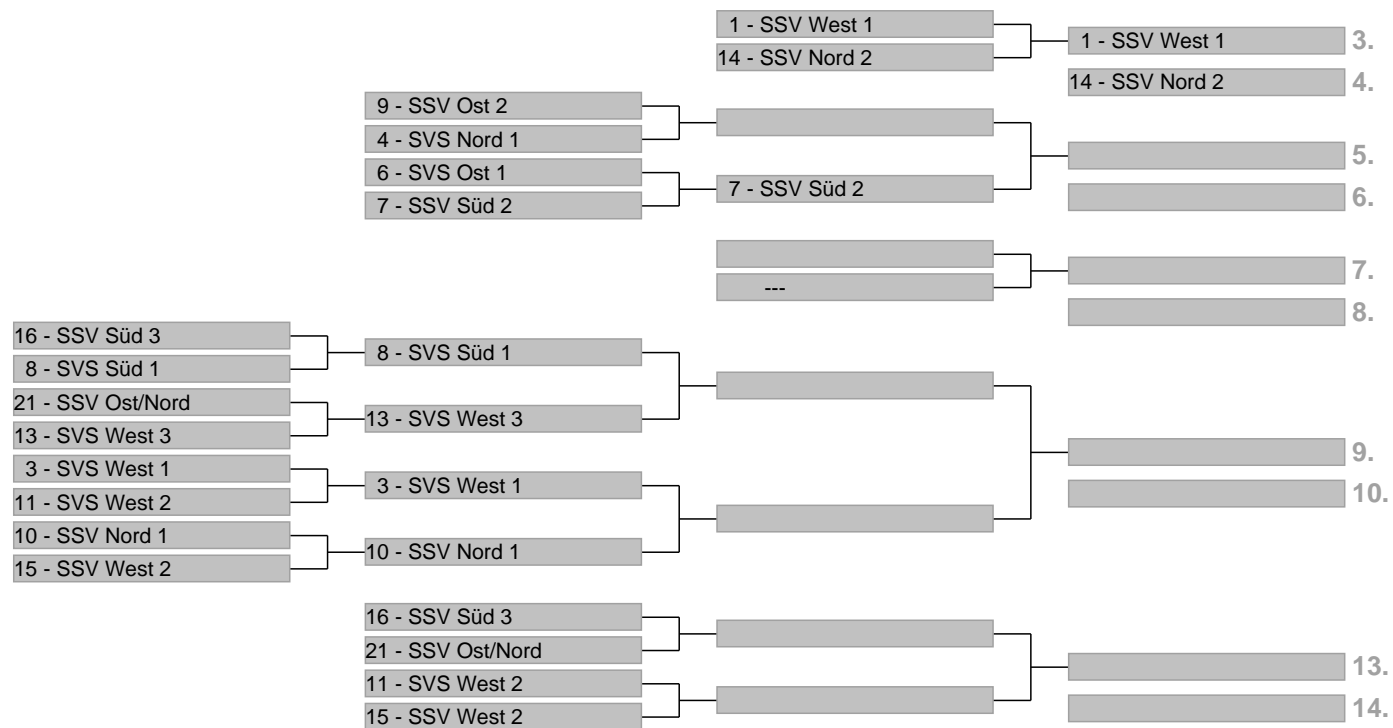 1 - SSV West 1
1 - SSV West 1 3.
14 - SSV Nord 2
14 - SSV Nord 2 4.
9 - SSV Ost 2
4 - SVS Nord 1
5.
6 - SVS Ost 1
7 - SSV Süd 2 6.
7 - SSV Süd 2
7.
---
8.
16 - SSV Süd 3
8 - SVS Süd 1
8 - SVS Süd 1
21 - SSV Ost/Nord
13 - SVS West 3
13 - SVS West 3
9.
3 - SVS West 1
3 - SVS West 1
10.
11 - SVS West 2
10 - SSV Nord 1
10 - SSV Nord 1
15 - SSV West 2
16 - SSV Süd 3
21 - SSV Ost/Nord
13.
11 - SVS West 2
14.
15 - SSV West 2